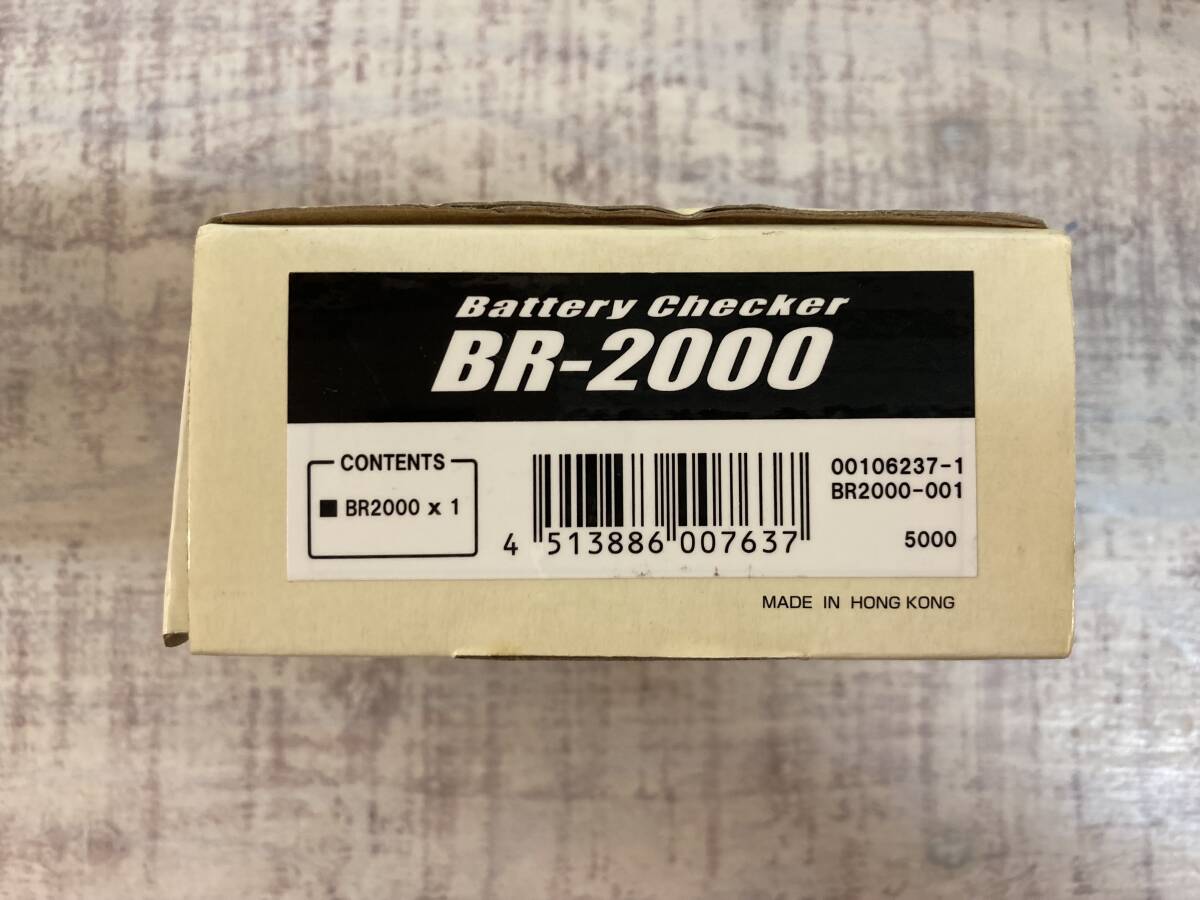 Battery Checker
BR-2000
CONTENTS
■ BR2000 x 1
4 513886 007637
00106237-1
BR2000-001
5000
MADE IN HONG KONG